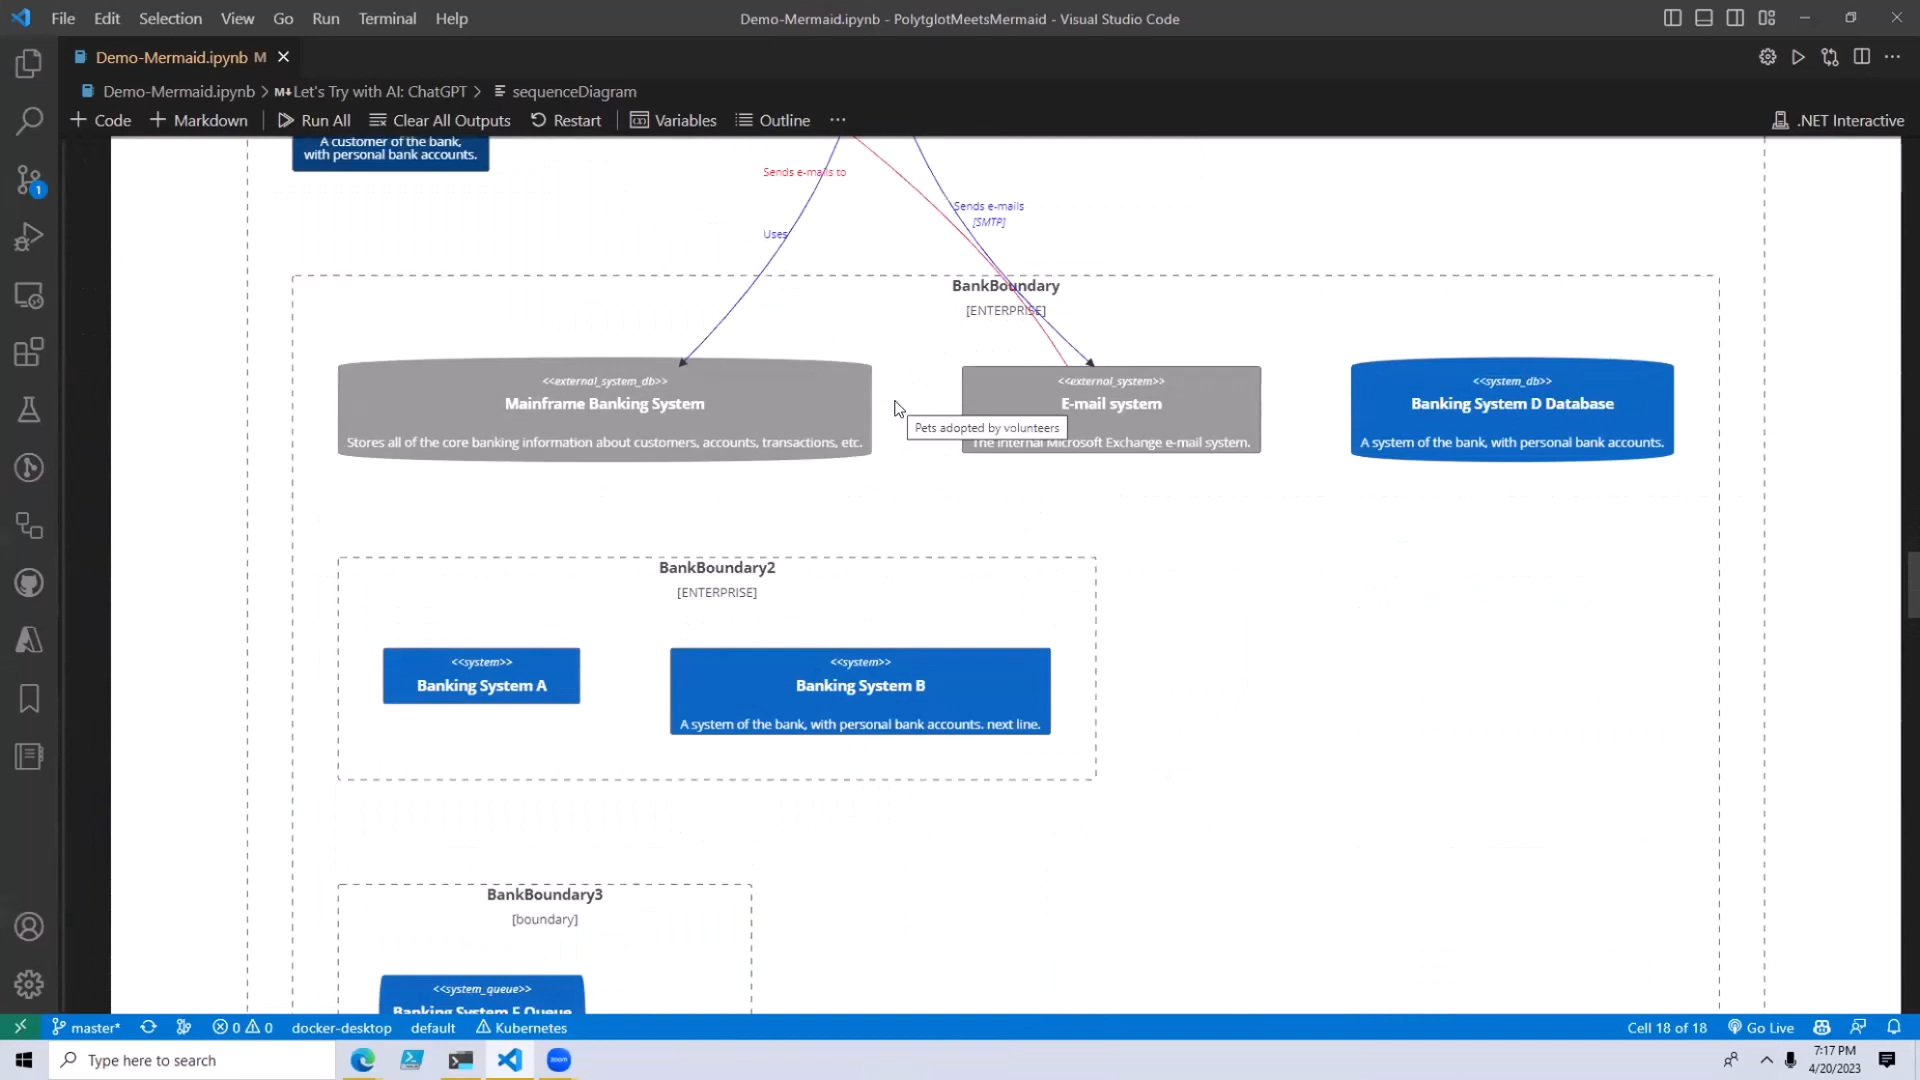 File Edit Selection View Go Run Terminal Help
Demo-Mermaid.ipynb - PolytglotMeetsMermaid - Visual Studio Code
Demo-Mermaid.ipynb M
Demo-Mermaid.ipynb > M↓Let's Try with AI: ChatGPT > sequenceDiagram
+ Code + Markdown Run All Clear All Outputs Restart Variables Outline ...
.NET Interactive
A customer of the bank,
with personal bank accounts.
Sends e-mails to
Sends e-mails
[SMTP]
Uses
BankBoundary
[ENTERPRISE]
<<external_system_db>>
Mainframe Banking System
Stores all of the core banking information about customers, accounts, transactions, etc.
<<external_system>>
E-mail system
Pets adopted by volunteers
The internal Microsoft Exchange e-mail system.
<<system_db>>
Banking System D Database
A system of the bank, with personal bank accounts.
BankBoundary2
[ENTERPRISE]
<<system>>
Banking System A
<<system>>
Banking System B
A system of the bank, with personal bank accounts. next line.
BankBoundary3
[boundary]
<<system_queue>>
Banking System E Queue
1
master* 0 0 docker-desktop default Kubernetes
Cell 18 of 18 Go Live
Type here to search
zoom
7:17 PM
4/20/2023